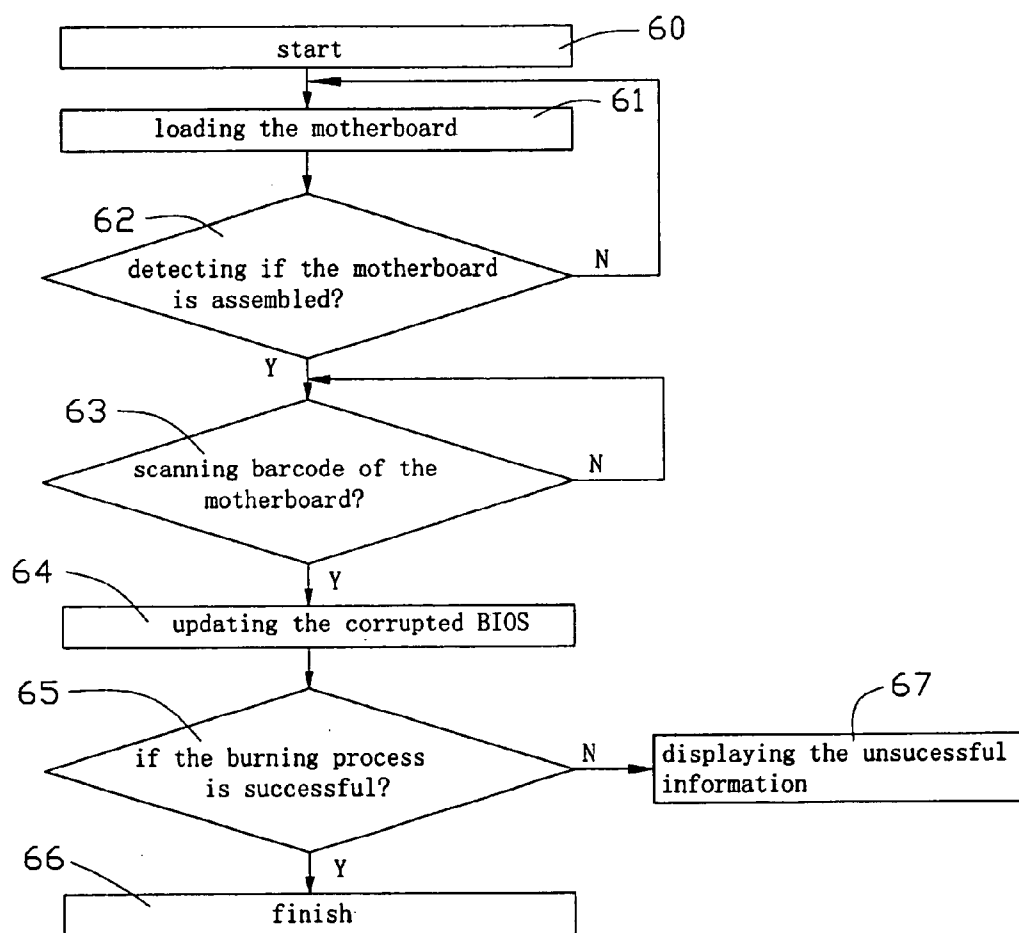 start
60
loading the motherboard
61
62
detecting if the motherboard
is assembled?
N
Y
63
scanning barcode of the
motherboard?
N
Y
64
updating the corrupted BIOS
65
if the burning process
is successful?
N
67
displaying the unsucessful
information
Y
66
finish